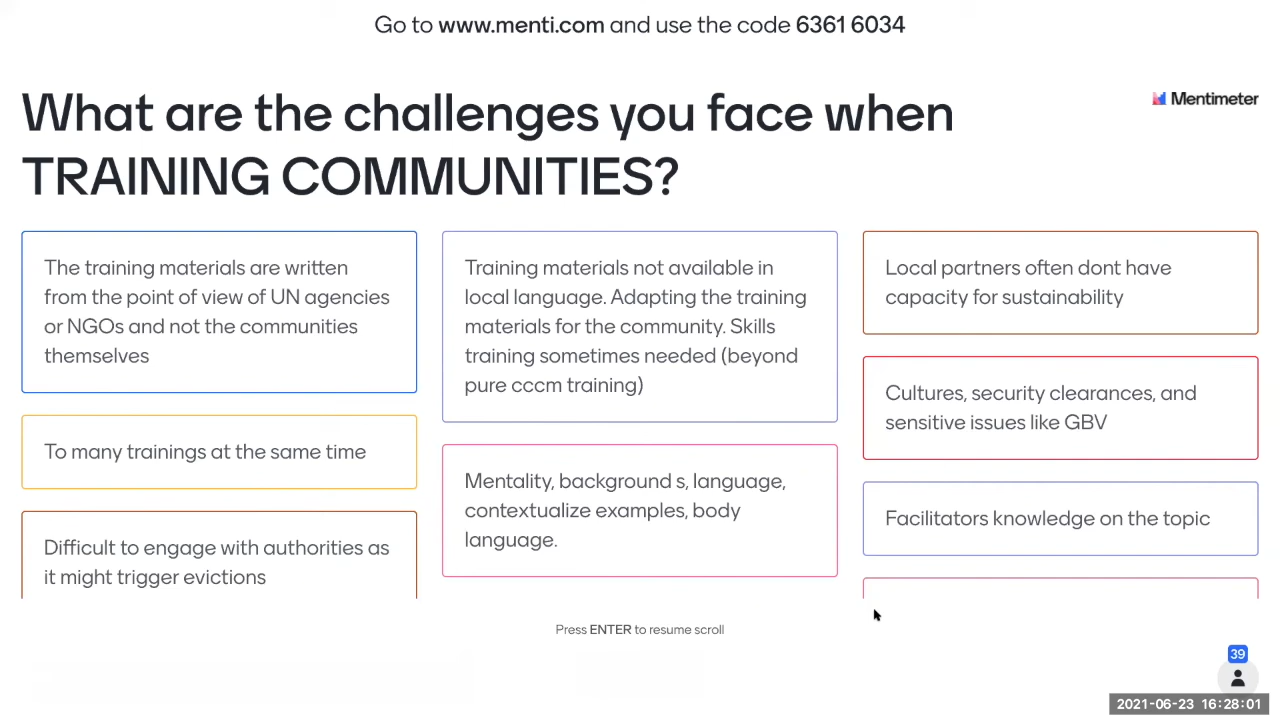 Go to www.menti.com and use the code 6361 6034
Mentimeter
What are the challenges you face when
TRAINING COMMUNITIES?
The training materials are written
from the point of view of UN agencies
or NGOs and not the communities
themselves
To many trainings at the same time
Difficult to engage with authorities as
it might trigger evictions
Training materials not available in
local language. Adapting the training
materials for the community. Skills
training sometimes needed (beyond
pure cccm training)
Mentality, background s, language,
contextualize examples, body
language.
Local partners often dont have
capacity for sustainability
Cultures, security clearances, and
sensitive issues like GBV
Facilitators knowledge on the topic
Press ENTER to resume scroll
39
2021-06-23 16:28:01